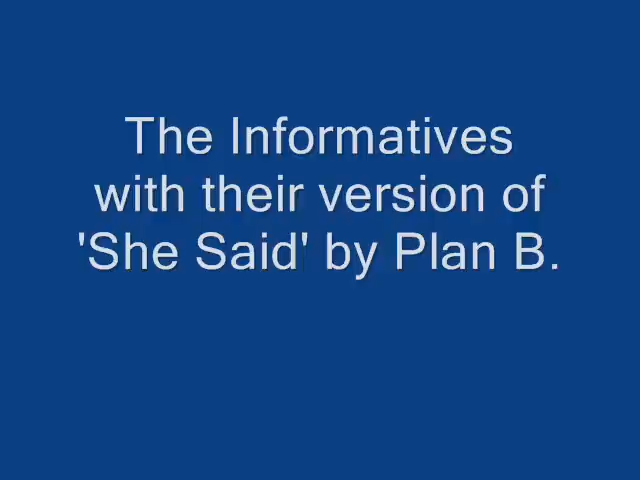 The Informatives
with their version of
'She Said' by Plan B.